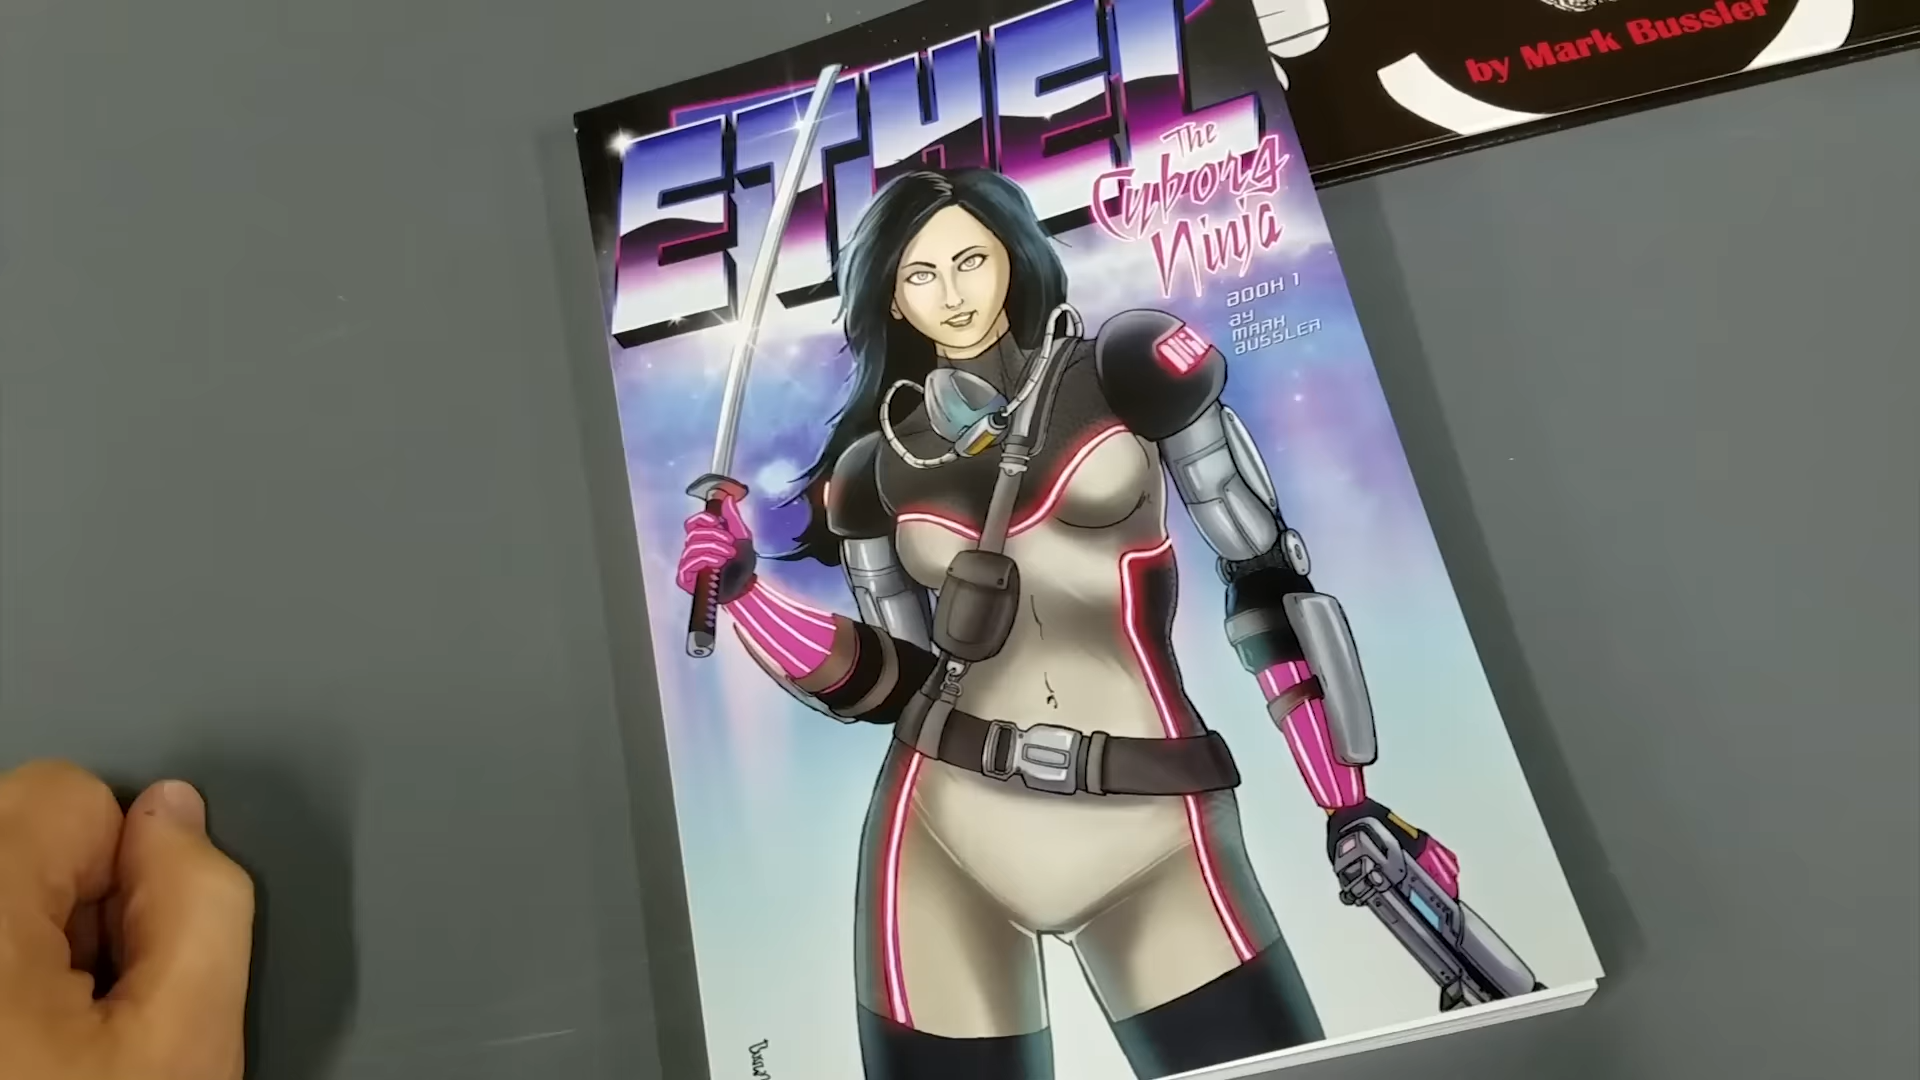 ETHEL
The
Cyborg
Ninja
BOOK 1
BY
MARK
BUSSLER
by Mark Bussler